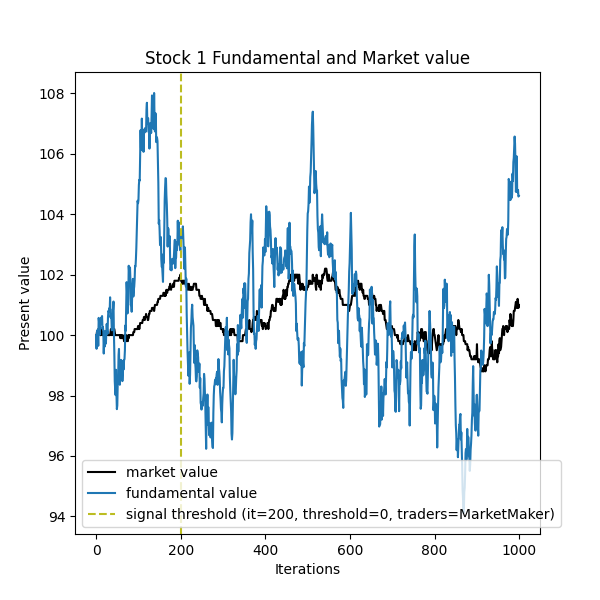 Stock 1 Fundamental and Market value
108
106
104
102
100
98
96
94
Present value
market value
fundamental value
signal threshold (it=200, threshold=0, traders=MarketMaker)
0 200 400 600 800 1000
Iterations